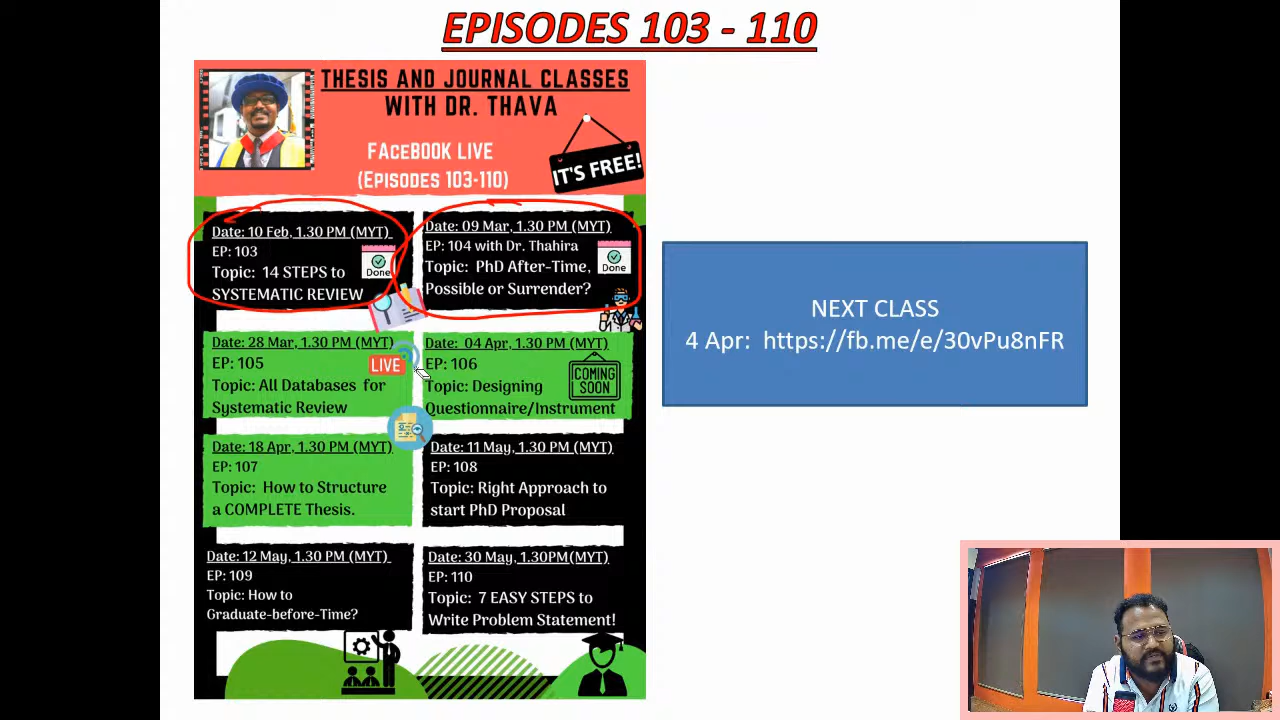 EPISODES 103 - 110
THESIS AND JOURNAL CLASSES
WITH DR. THAVA
FACEBOOK LIVE
(EPISODES 103-110)
IT'S FREE!
Date: 10 Feb, 1.30 PM (MYT)
EP: 103
Topic: 14 STEPS to
SYSTEMATIC REVIEW
Done
Date: 09 Mar, 1.30 PM (MYT)
EP: 104 with Dr. Thahira
Topic: PhD After-Time,
Possible or Surrender?
Done
Date: 28 Mar, 1.30 PM (MYT)
EP: 105
LIVE
Topic: All Databases for
Systematic Review
Date: 04 Apr, 1.30 PM (MYT)
EP: 106
COMING
SOON
Topic: Designing
Questionnaire/Instrument
Date: 18 Apr, 1.30 PM (MYT)
EP: 107
Topic: How to Structure
a COMPLETE Thesis.
Date: 11 May, 1.30 PM (MYT)
EP: 108
Topic: Right Approach to
start PhD Proposal
Date: 12 May, 1.30 PM (MYT)
EP: 109
Topic: How to
Graduate-before-Time?
Date: 30 May, 1.30PM(MYT)
EP: 110
Topic: 7 EASY STEPS to
Write Problem Statement!
NEXT CLASS
4 Apr: https://fb.me/e/30vPu8nFR